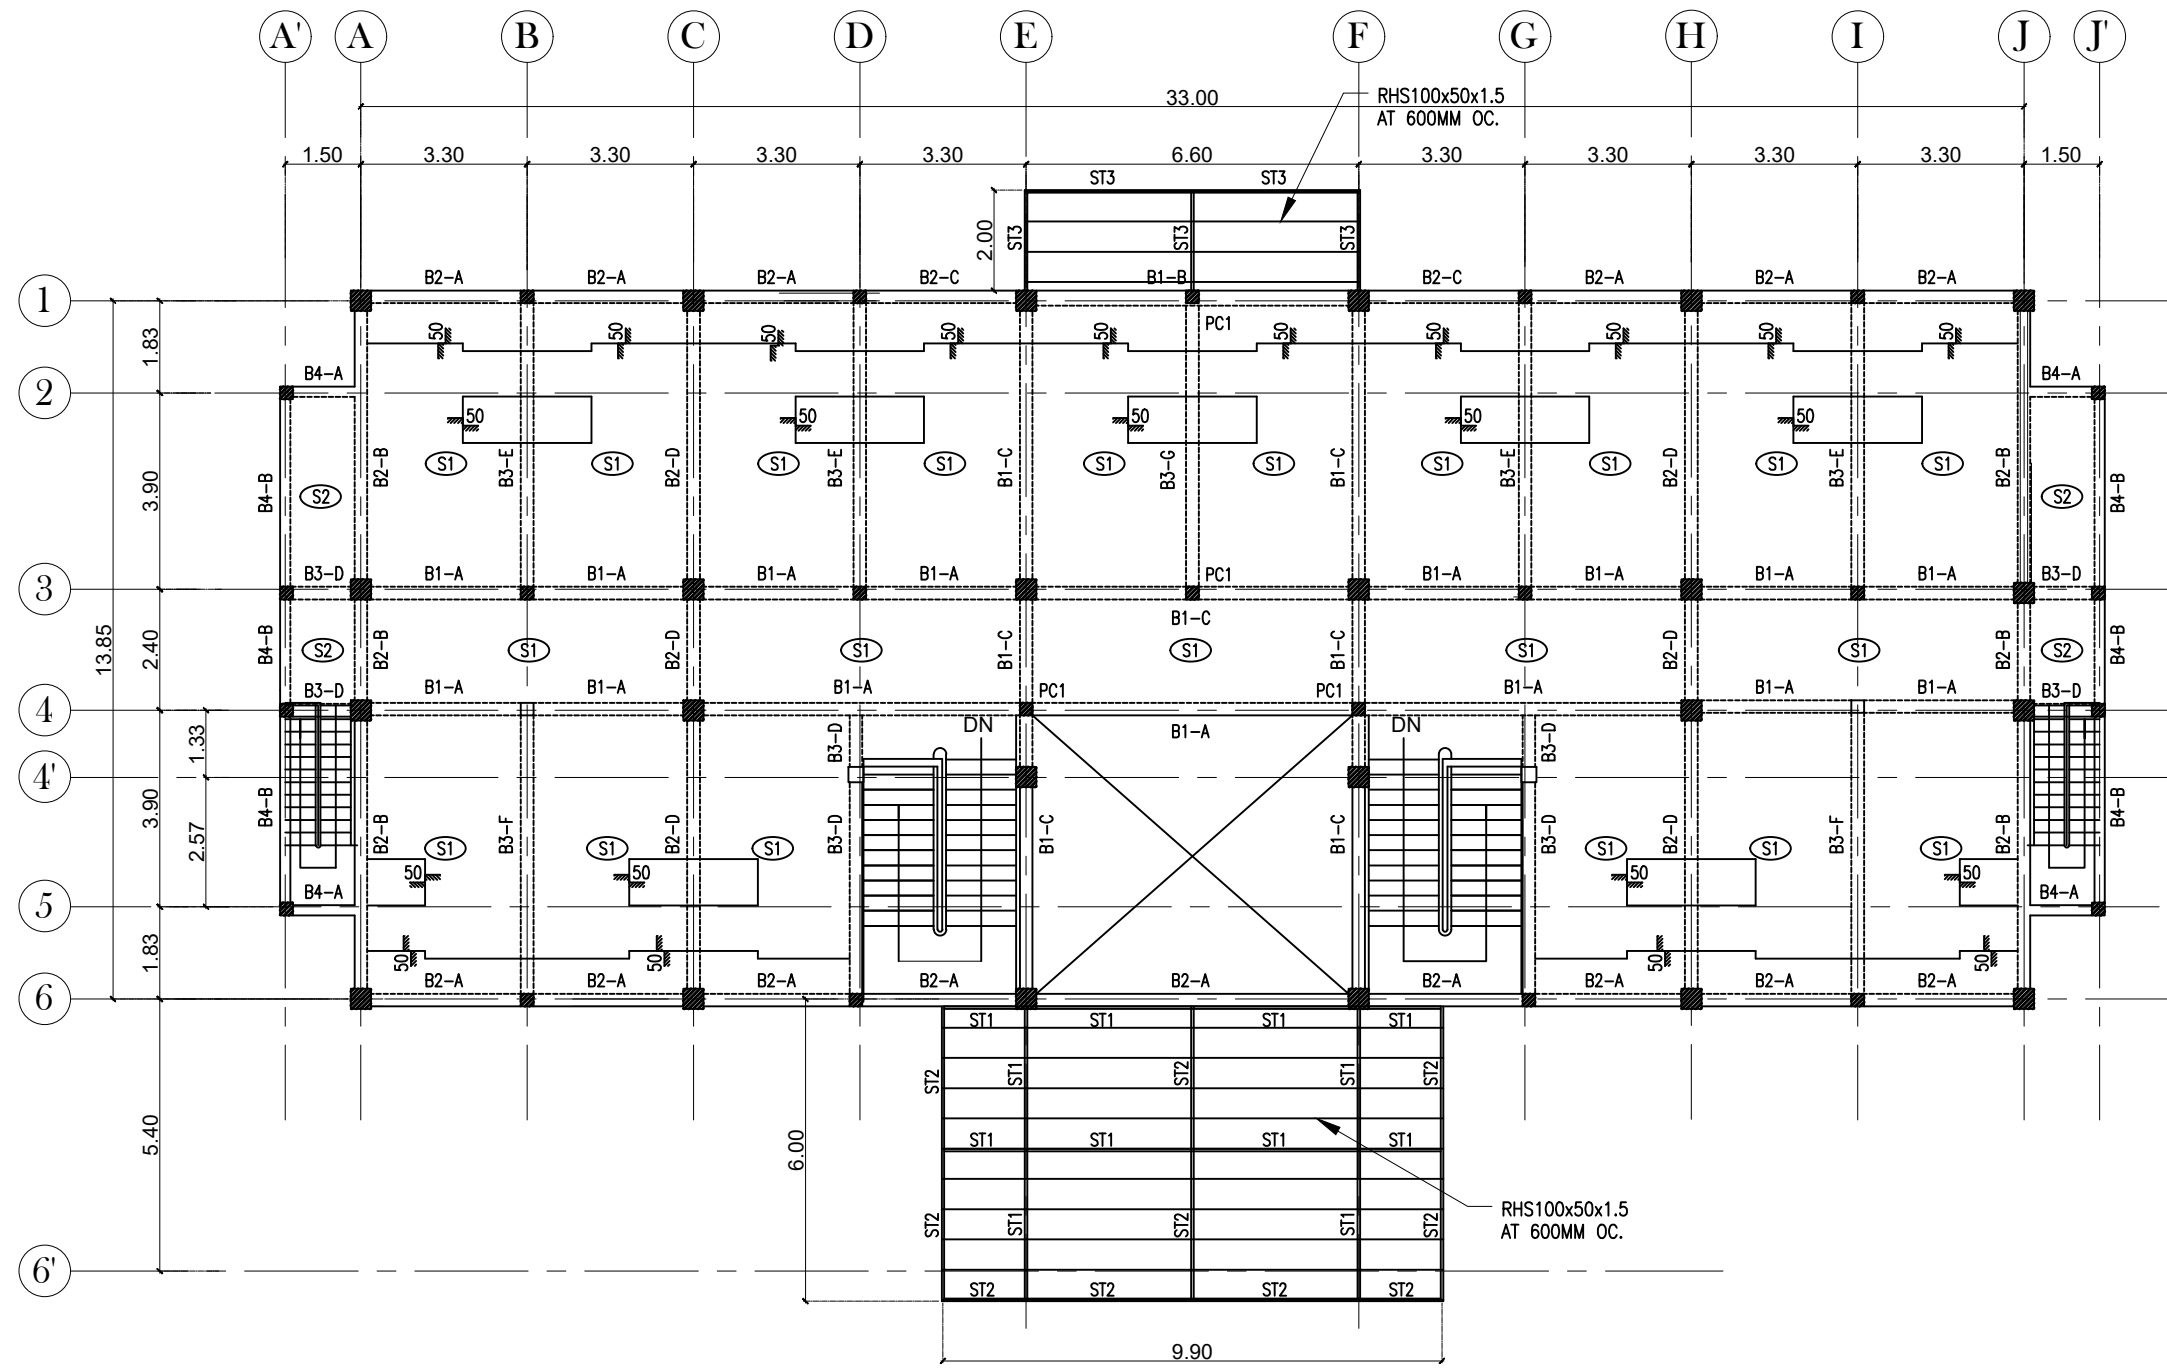 A' A B C D E F G H I J J'
33.00
RHS100x50x1.5
AT 600MM OC.
1.50 3.30 3.30 3.30 3.30 6.60 3.30 3.30 3.30 3.30 1.50
ST3 ST3
2.00 ST3 ST3 ST3
B2-A B2-A B2-A B2-C B1-B B2-C B2-A B2-A B2-A
1
PC1
50 50 50 50 50 50 50 50 50 50
1.83
B4-A B4-A
2
50 50 50 50 50
S1 S1 S1 S1 S1 S1 S1 S1 S1 S1
B4-B B2-B B3-E B2-D B3-E B1-C B3-G B1-C B3-E B2-D B3-E B2-B B4-B
3.90
S2 S2
B3-D B1-A B1-A B1-A B1-A PC1 B1-A B1-A B1-A B1-A B3-D
3
B1-C
13.85 2.40
B4-B S2 B2-B S1 B2-D S1 B1-C S1 B1-C S1 B2-D S1 B2-B S2 B4-B
B3-D B1-A B1-A B1-A PC1 PC1 B1-A B1-A B1-A B3-D
4
DN B1-A DN
1.33
B3-D B3-D
4'
3.90
B4-B B4-B
2.57
B2-B S1 B3-F S1 B2-D S1 B3-D B1-C B1-C B3-D S1 B2-D S1 B3-F S1 B2-B
50 50 50 50
B4-A B4-A
5
1.83
50 50 50 50
B2-A B2-A B2-A B2-A B2-A B2-A B2-A B2-A B2-A
6
ST1 ST1 ST1 ST1
ST2 ST1 ST2 ST1 ST2
5.40 6.00
ST1 ST1 ST1 ST1
RHS100x50x1.5
AT 600MM OC.
ST2 ST1 ST2 ST1 ST2
6'
ST2 ST2 ST2 ST2
9.90